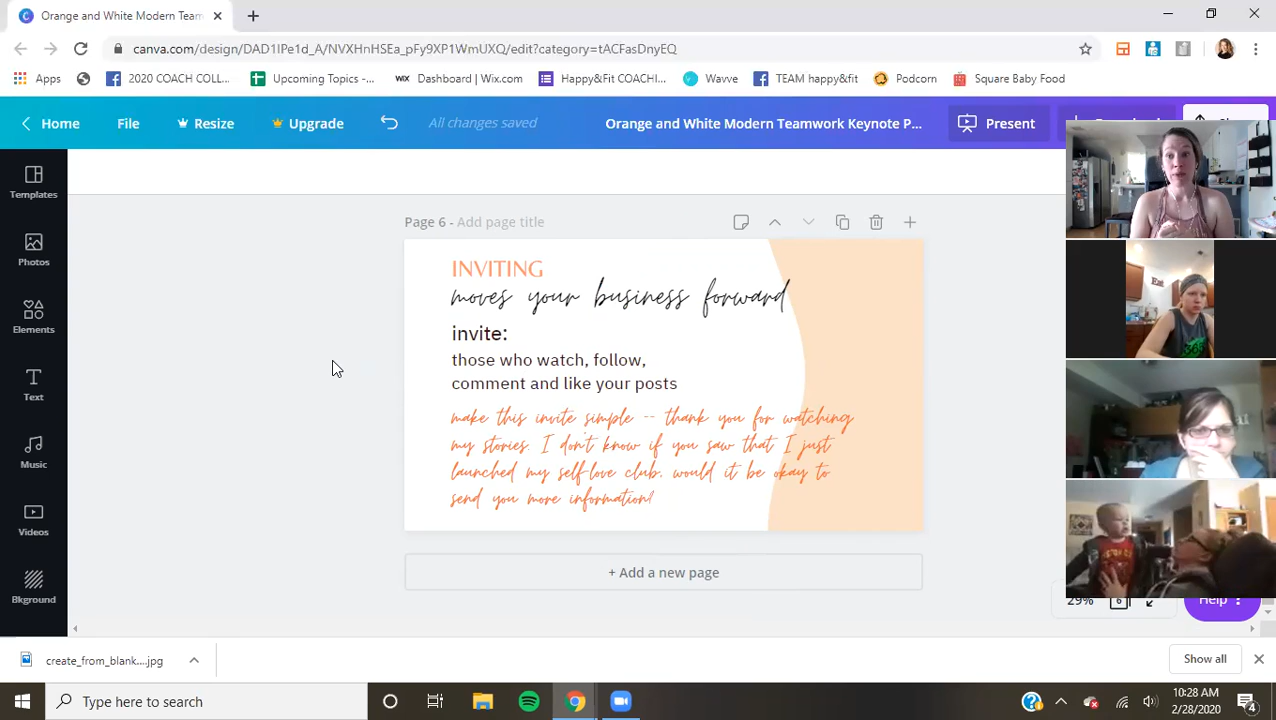 Orange and White Modern Team
canva.com/design/DAD1IPe1d_A/NVXHnHSEa_pFy9XP1WmUXQ/edit?category=tACFasDnyEQ
Apps
2020 COACH COLL...
Upcoming Topics -...
WIX
Dashboard | Wix.com
Happy&Fit COACHI...
Wavve
TEAM happy&fit
Podcorn
Square Baby Food
Home
File
Resize
Upgrade
All changes saved
Orange and White Modern Teamwork Keynote P...
Present
Templates
Photos
Elements
Text
Music
Videos
Bkground
Page 6 - Add page title
INVITING
moves your business forward
invite:
those who watch, follow,
comment and like your posts
make this invite simple -- thank you for watching
my stories. I don't know if you saw that I just
launched my self-love club, would it be okay to
send you more information?
+ Add a new page
29%
6
Help ?
create_from_blank....jpg
Show all
Type here to search
10:28 AM
2/28/2020
4